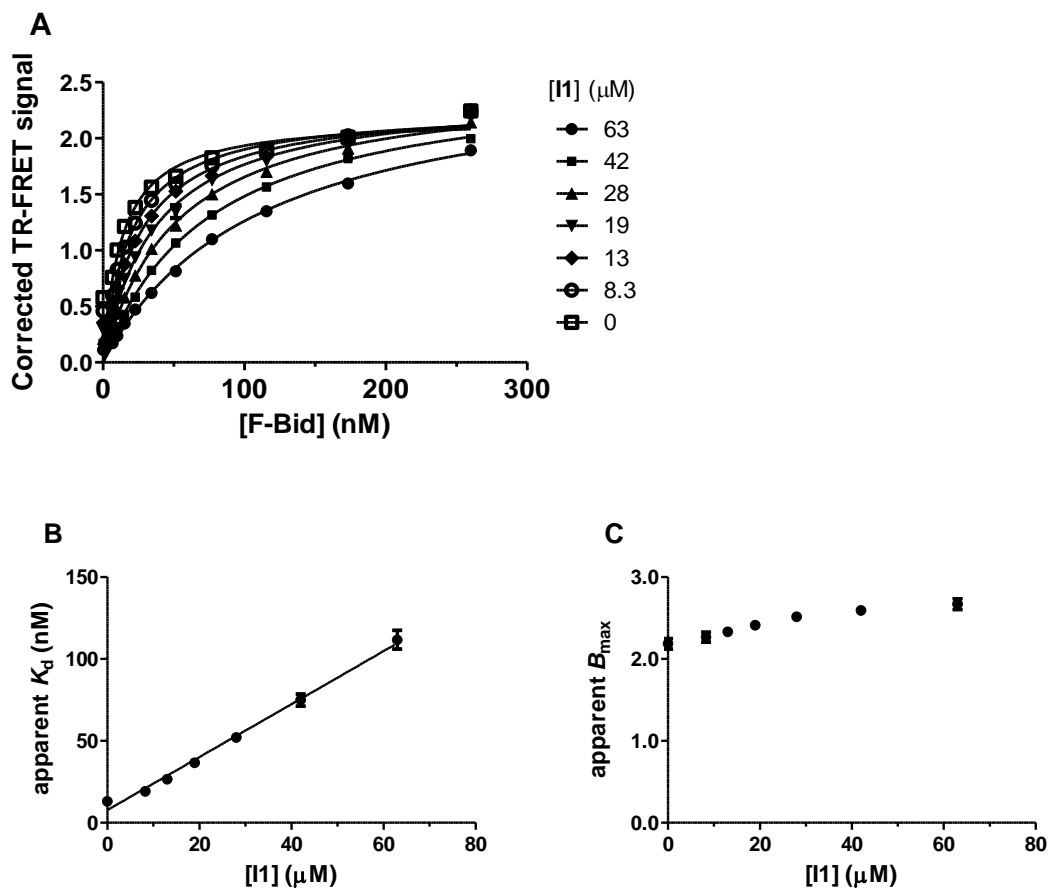 A
Corrected TR-FRET signal
2.5
2.0
1.5
1.0
0.5
0.0
0 100 200 300
[F-Bid] (nM)
[I1] (μM)
63
42
28
19
13
8.3
0
B
apparent Kd (nM)
150
100
50
0
0 20 40 60 80
[I1] (μM)
C
apparent Bmax
3.0
2.0
1.0
0.0
0 20 40 60 80
[I1] (μM)